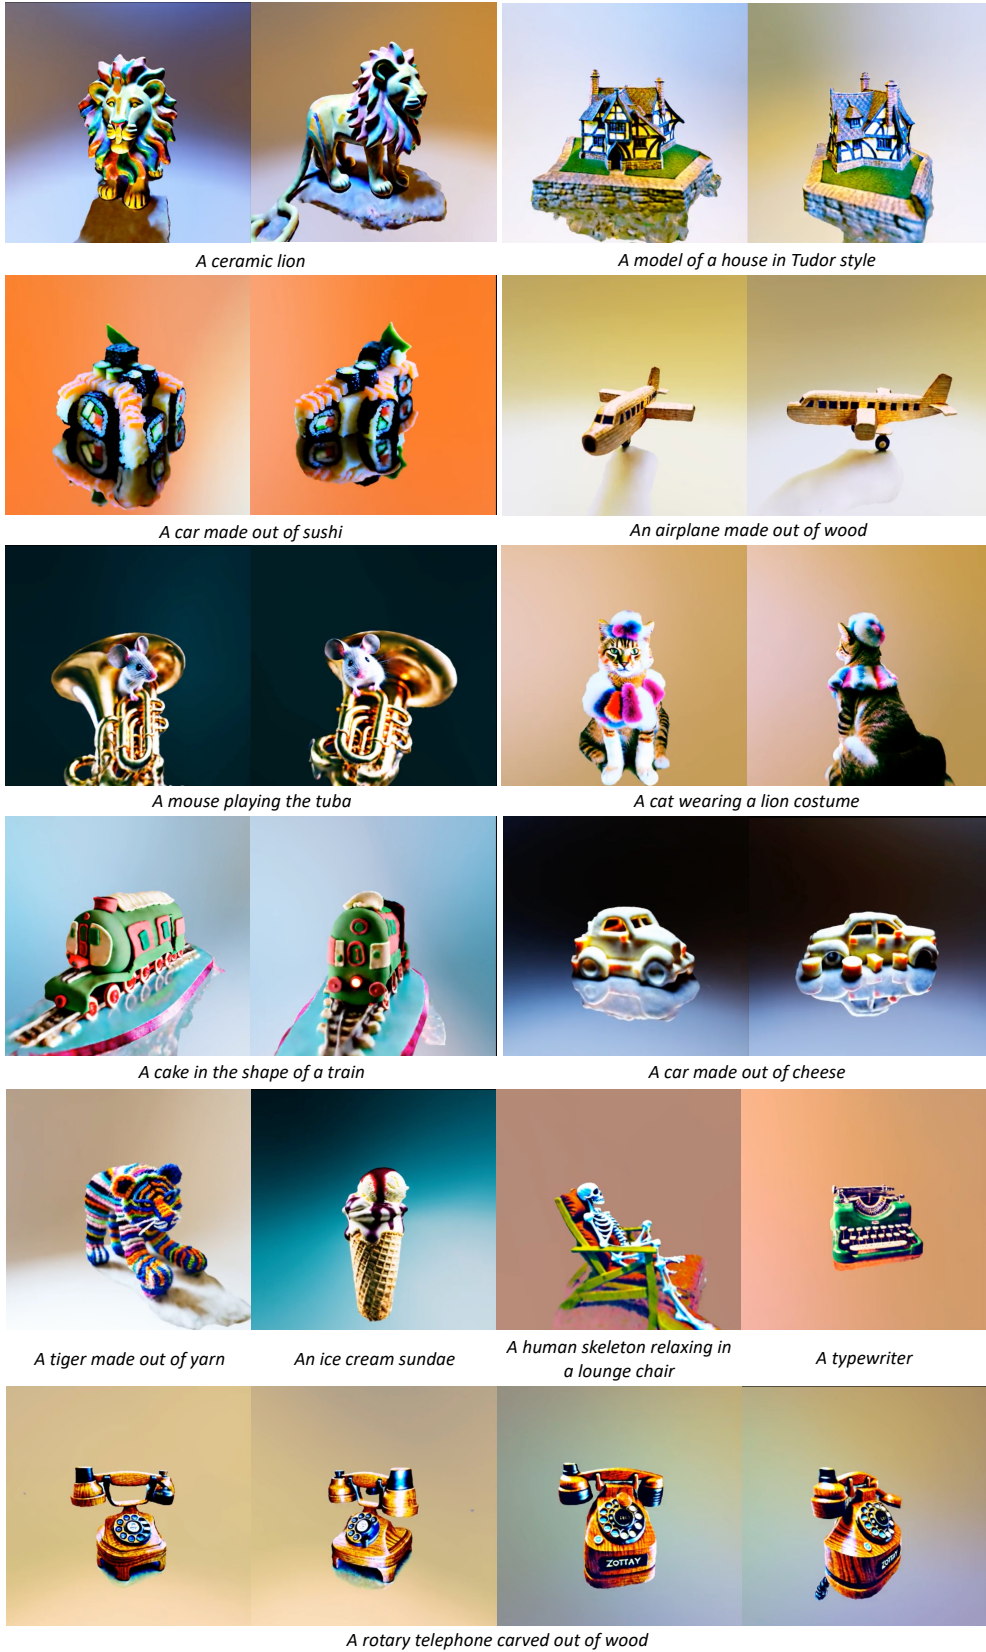 A ceramic lion
A model of a house in Tudor style
A car made out of sushi
An airplane made out of wood
A mouse playing the tuba
A cat wearing a lion costume
A cake in the shape of a train
A car made out of cheese
A tiger made out of yarn
An ice cream sundae
A human skeleton relaxing in
a lounge chair
A typewriter
ZOTTAY
ZOTTAY
A rotary telephone carved out of wood